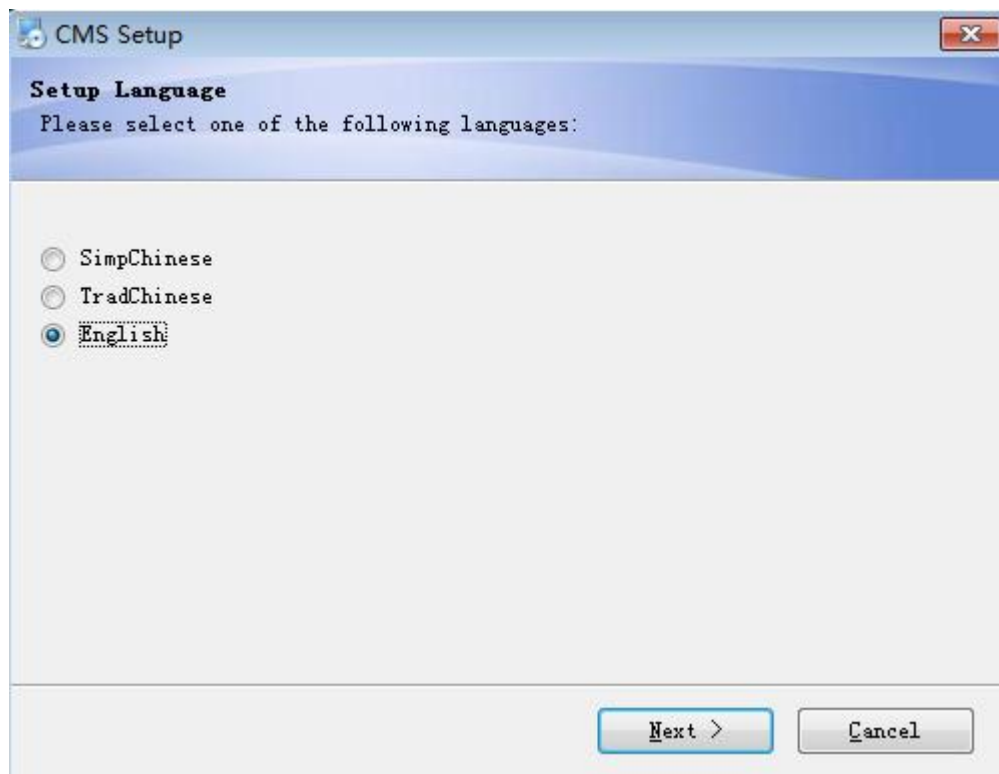 CMS Setup
Setup Language
Please select one of the following languages:
SimpChinese
TradChinese
English
Next >
Cancel